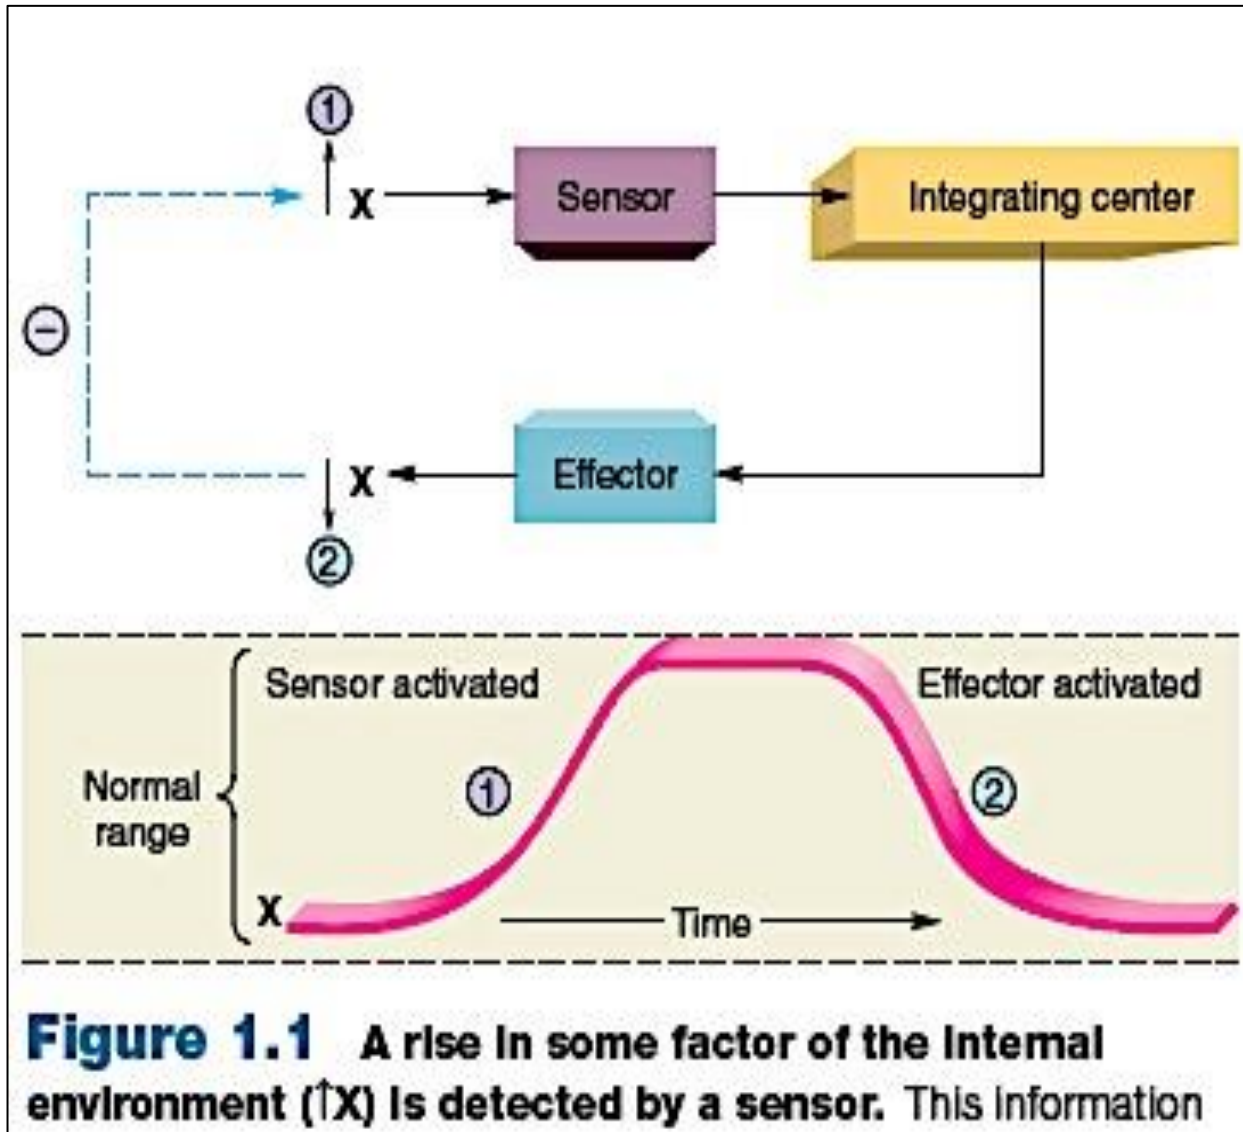 1
X
Sensor
Integrating center
−
X
Effector
2
Sensor activated
Effector activated
Normal
range
1
2
X
Time
Figure 1.1 A rise in some factor of the internal
environment (↑X) is detected by a sensor. This information